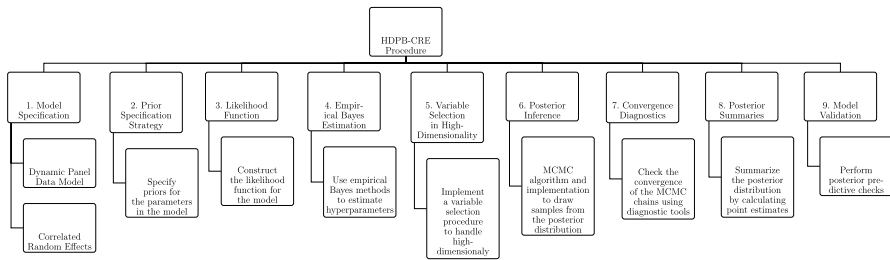 HDPB-CRE
Procedure
1. Model
Specification
2. Prior
Specification
Strategy
3. Likelihood
Function
4. Empir-
ical Bayes
Estimation
5. Variable
Selection
in High-
Dimensionality
6. Posterior
Inference
7. Convergence
Diagnostics
8. Posterior
Summaries
9. Model
Validation
Dynamic Panel
Data Model
Correlated
Random Effects
Specify
priors for
the parameters
in the model
Construct
the likelihood
function for
the model
Use empirical
Bayes methods
to estimate
hyperparameters
Implement
a variable
selection
procedure
to handle
high-
dimensionaly
MCMC
algorithm and
implementation
to draw
samples from
the posterior
distribution
Check the
convergence
of the MCMC
chains using
diagnostic tools
Summarize
the posterior
distribution
by calculating
point estimates
Perform
posterior pre-
dictive checks